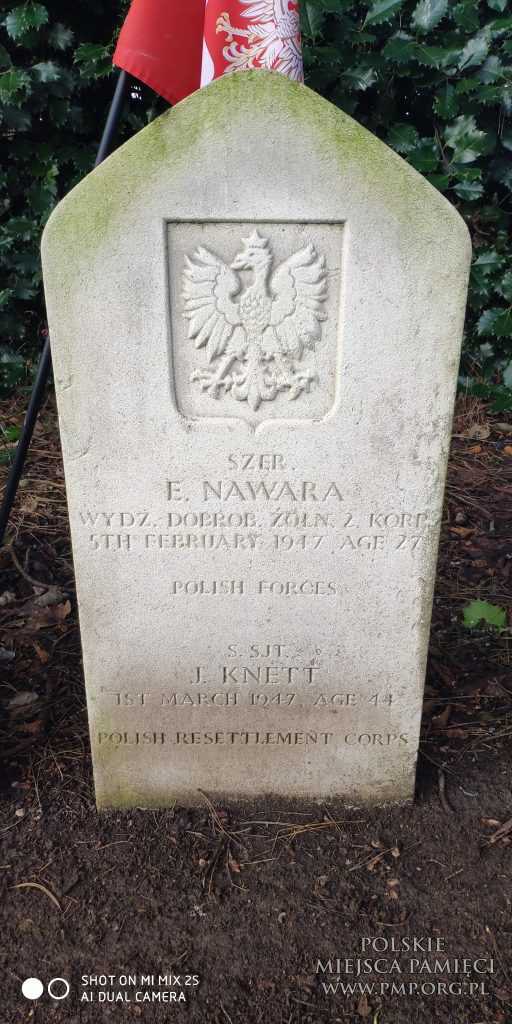 SZER.
E. NAWARA
WYDZ. DOBROB. ŻOŁN. 2. KORP.
5TH FEBRUARY 1947 AGE 27
POLISH FORCES
S. SJT.
J. KNETT
1ST MARCH 1947 AGE 44
POLISH RESETTLEMENT CORPS
POLSKIE
MIEJSCA PAMIĘCI
WWW.PMP.ORG.PL
SHOT ON MI MIX 2S
AI DUAL CAMERA